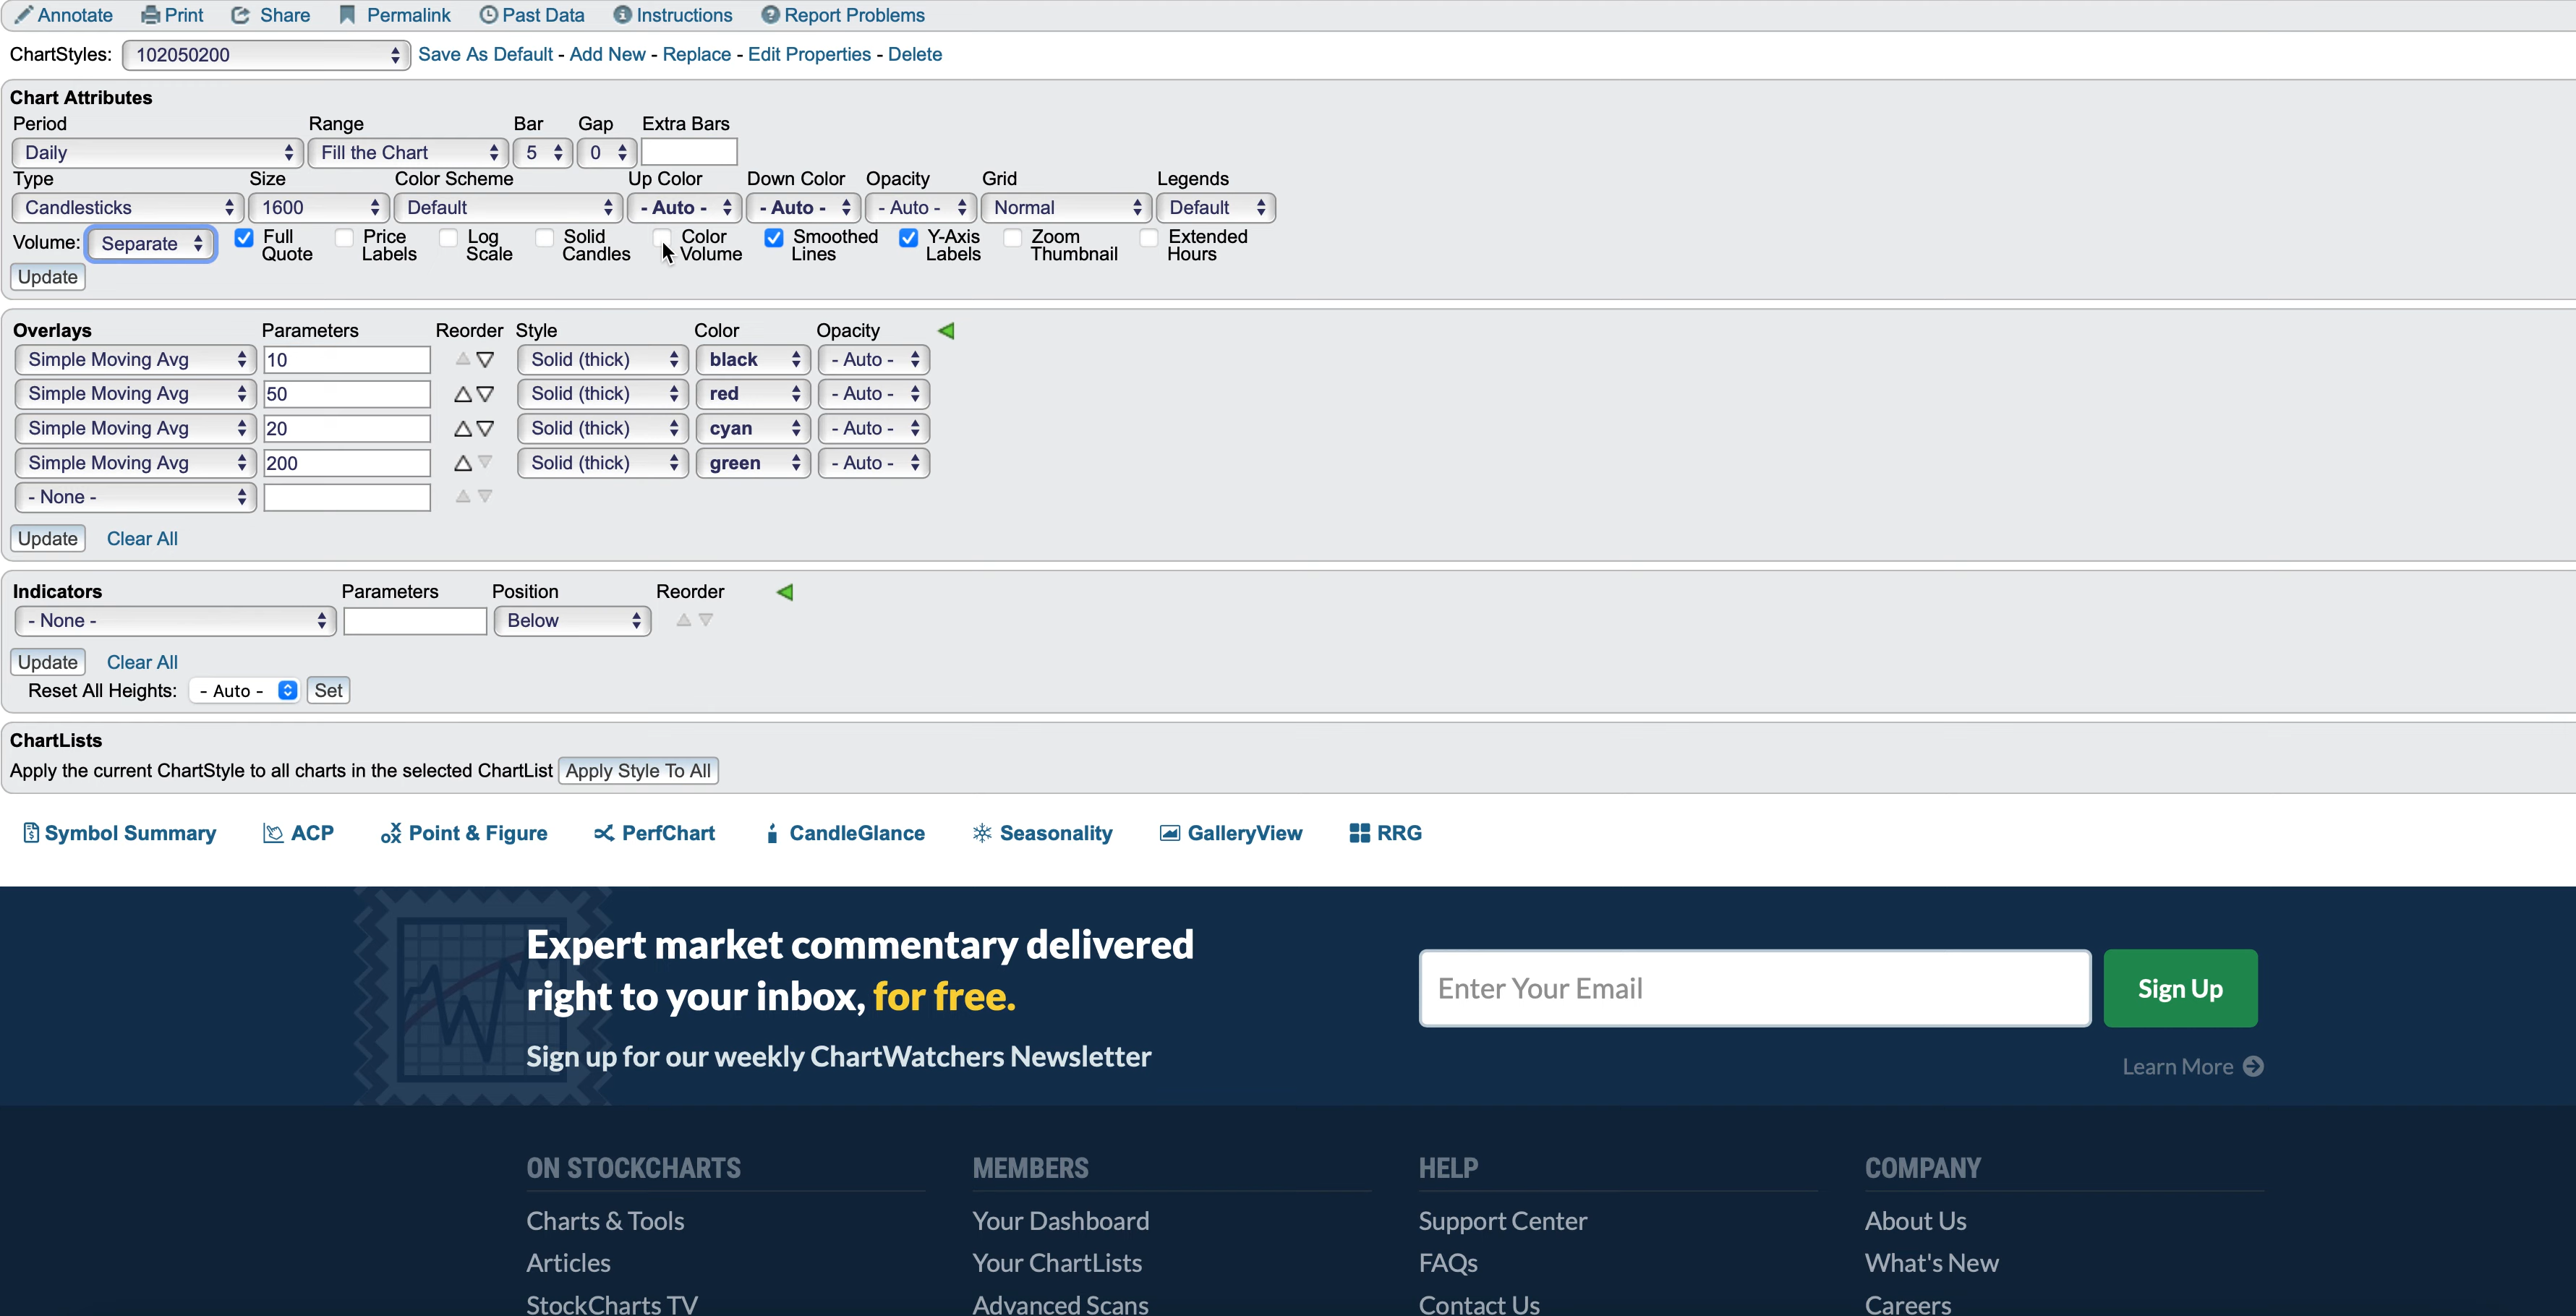 Annotate Print Share Permalink Past Data Instructions Report Problems
ChartStyles: 102050200 Save As Default - Add New - Replace - Edit Properties - Delete
Chart Attributes
Period Range Bar Gap Extra Bars
Daily Fill the Chart 5 0
Type Size Color Scheme Up Color Down Color Opacity Grid Legends
Candlesticks 1600 Default - Auto - - Auto - - Auto - Normal Default
Volume: Separate Full Quote Price Labels Log Scale Solid Candles Color Volume Smoothed Lines Y-Axis Labels Zoom Thumbnail Extended Hours
Update
Overlays Parameters Reorder Style Color Opacity
Simple Moving Avg 10 Solid (thick) black - Auto -
Simple Moving Avg 50 Solid (thick) red - Auto -
Simple Moving Avg 20 Solid (thick) cyan - Auto -
Simple Moving Avg 200 Solid (thick) green - Auto -
- None -
Update Clear All
Indicators Parameters Position Reorder
- None - Below
Update Clear All
Reset All Heights: - Auto - Set
ChartLists
Apply the current ChartStyle to all charts in the selected ChartList Apply Style To All
Symbol Summary ACP Point & Figure PerfChart CandleGlance Seasonality GalleryView RRG
Expert market commentary delivered
right to your inbox, for free.
Sign up for our weekly ChartWatchers Newsletter
Enter Your Email Sign Up
Learn More
ON STOCKCHARTS MEMBERS HELP COMPANY
Charts & Tools Your Dashboard Support Center About Us
Articles Your ChartLists FAQs What's New
StockCharts TV Advanced Scans Contact Us Careers